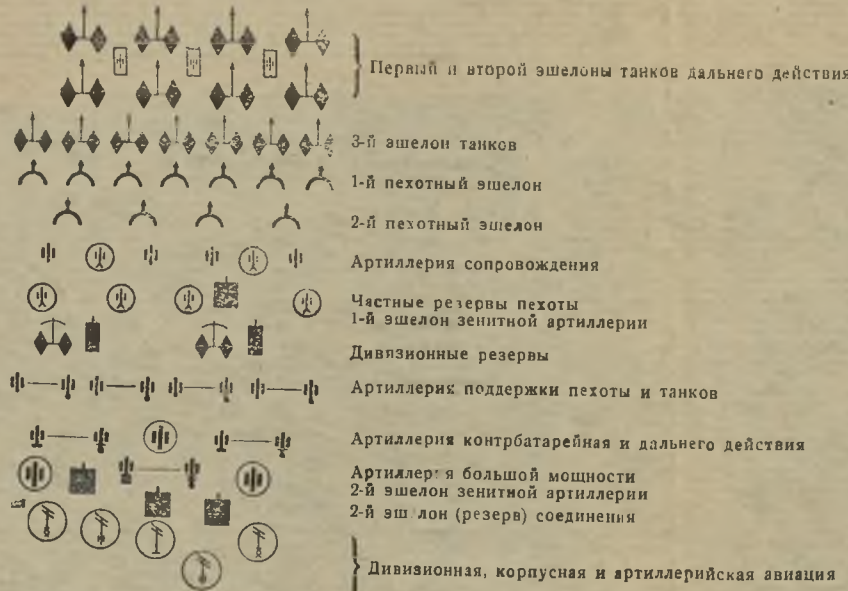 Первый и второй эшелоны танков дальнего действия
3-й эшелон танков
1-й пехотный эшелон
2-й пехотный эшелон
Артиллерия сопровождения
Частные резервы пехоты
1-й эшелон зенитной артиллерии
Дивизионные резервы
Артиллерия поддержки пехоты и танков
Артиллерия контрбатарейная и дальнего действия
Артиллерия большой мощности
2-й эшелон зенитной артиллерии
2-й эшлон (резерв) соединения
Дивизионная, корпусная и артиллерийская авиация